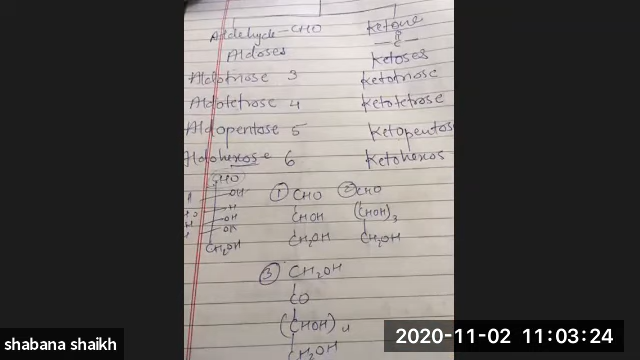 Aldehyde - CHO Ketone
Aldoses -C-
Ketoses
Aldotriose 3 Ketotriose
Aldotetrose 4 Ketotetrose
Aldopentose 5 Ketopentos
Aldohexose 6 Ketohexos
CHO
OH
H
OH
OH
CH2OH
① CHO
CHOH
CH2OH
② CHO
(CHOH)3
CH2OH
③ CH2OH
CO
(CHOH)4
CH2OH
shabana shaikh
2020-11-02 11:03:24